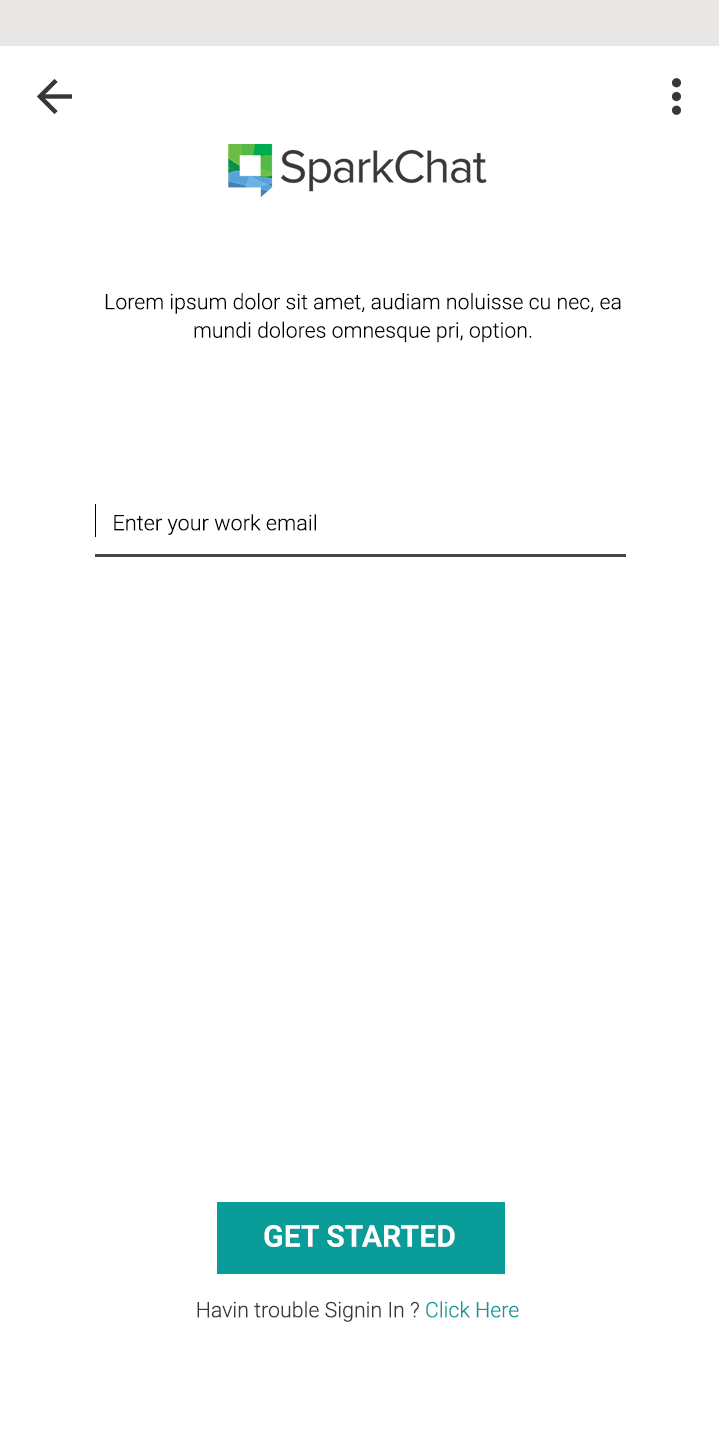 SparkChat
Lorem ipsum dolor sit amet, audiam noluisse cu nec, ea
mundi dolores omnesque pri, option.
Enter your work email
GET STARTED
Havin trouble Signin In ? Click Here